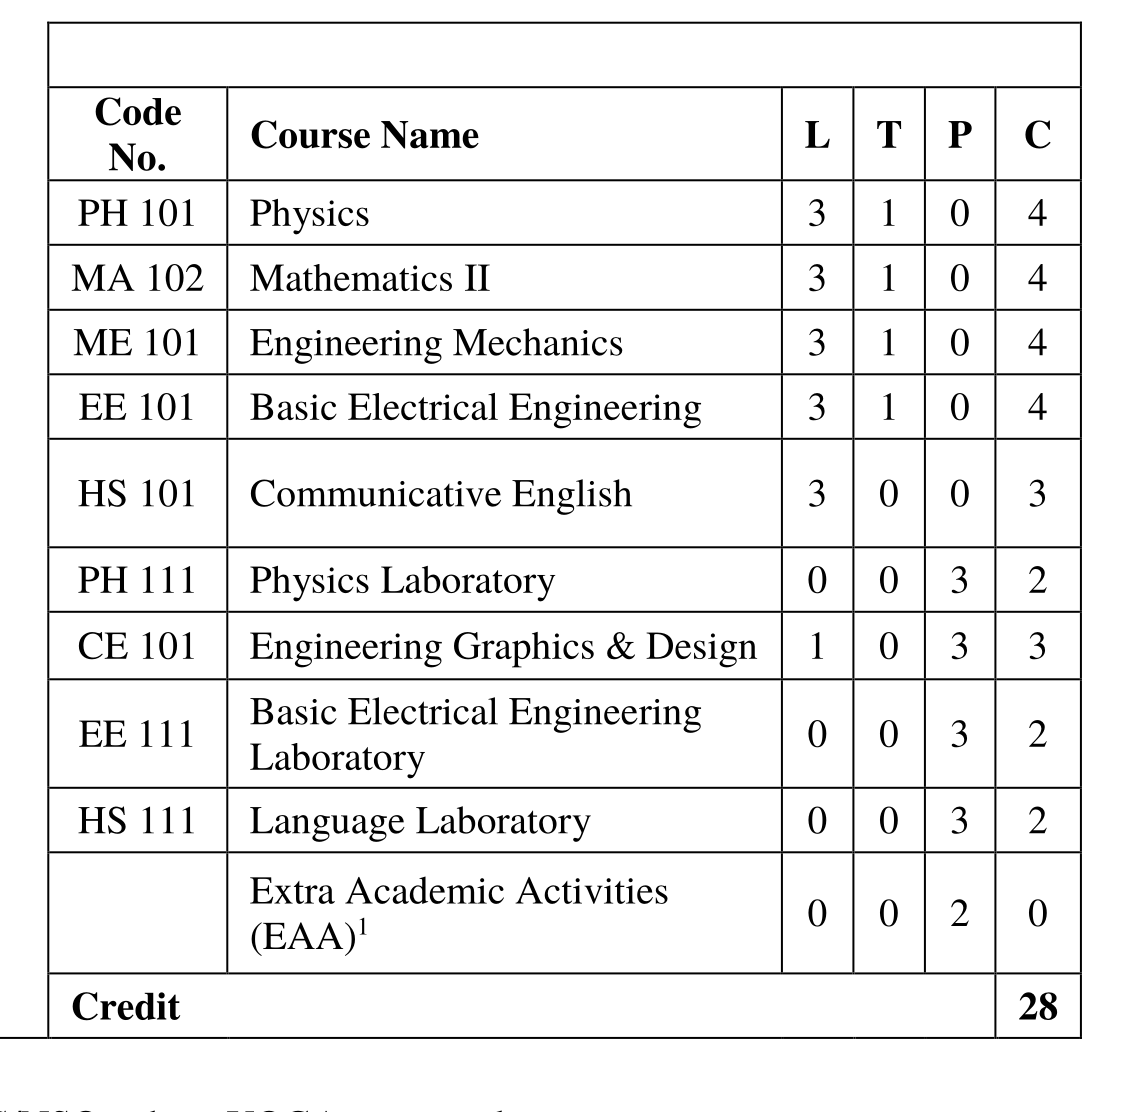 Code No. Course Name L T P C
PH 101 Physics 3 1 0 4
MA 102 Mathematics II 3 1 0 4
ME 101 Engineering Mechanics 3 1 0 4
EE 101 Basic Electrical Engineering 3 1 0 4
HS 101 Communicative English 3 0 0 3
PH 111 Physics Laboratory 0 0 3 2
CE 101 Engineering Graphics & Design 1 0 3 3
EE 111 Basic Electrical Engineering Laboratory 0 0 3 2
HS 111 Language Laboratory 0 0 3 2
Extra Academic Activities (EAA)¹ 0 0 2 0
Credit 28